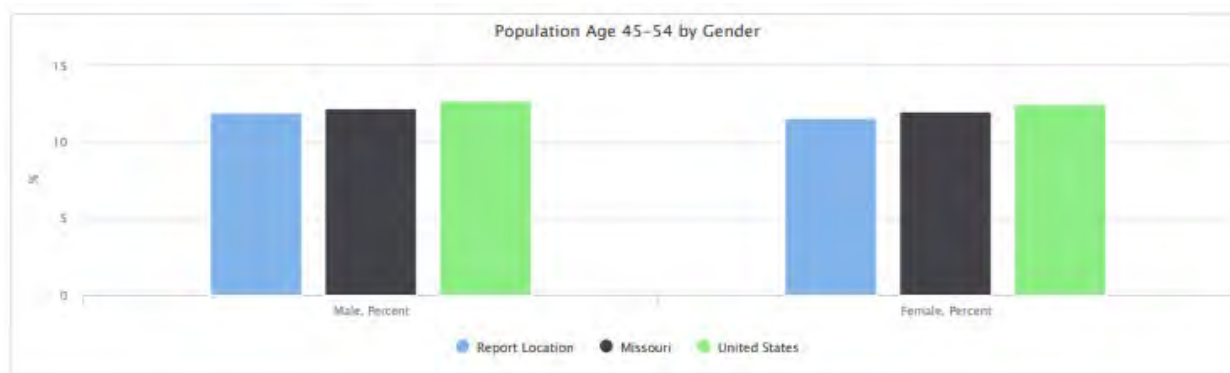 Population Age 45-54 by Gender
15
10
%
5
0
Male, Percent
Female, Percent
Report Location
Missouri
United States